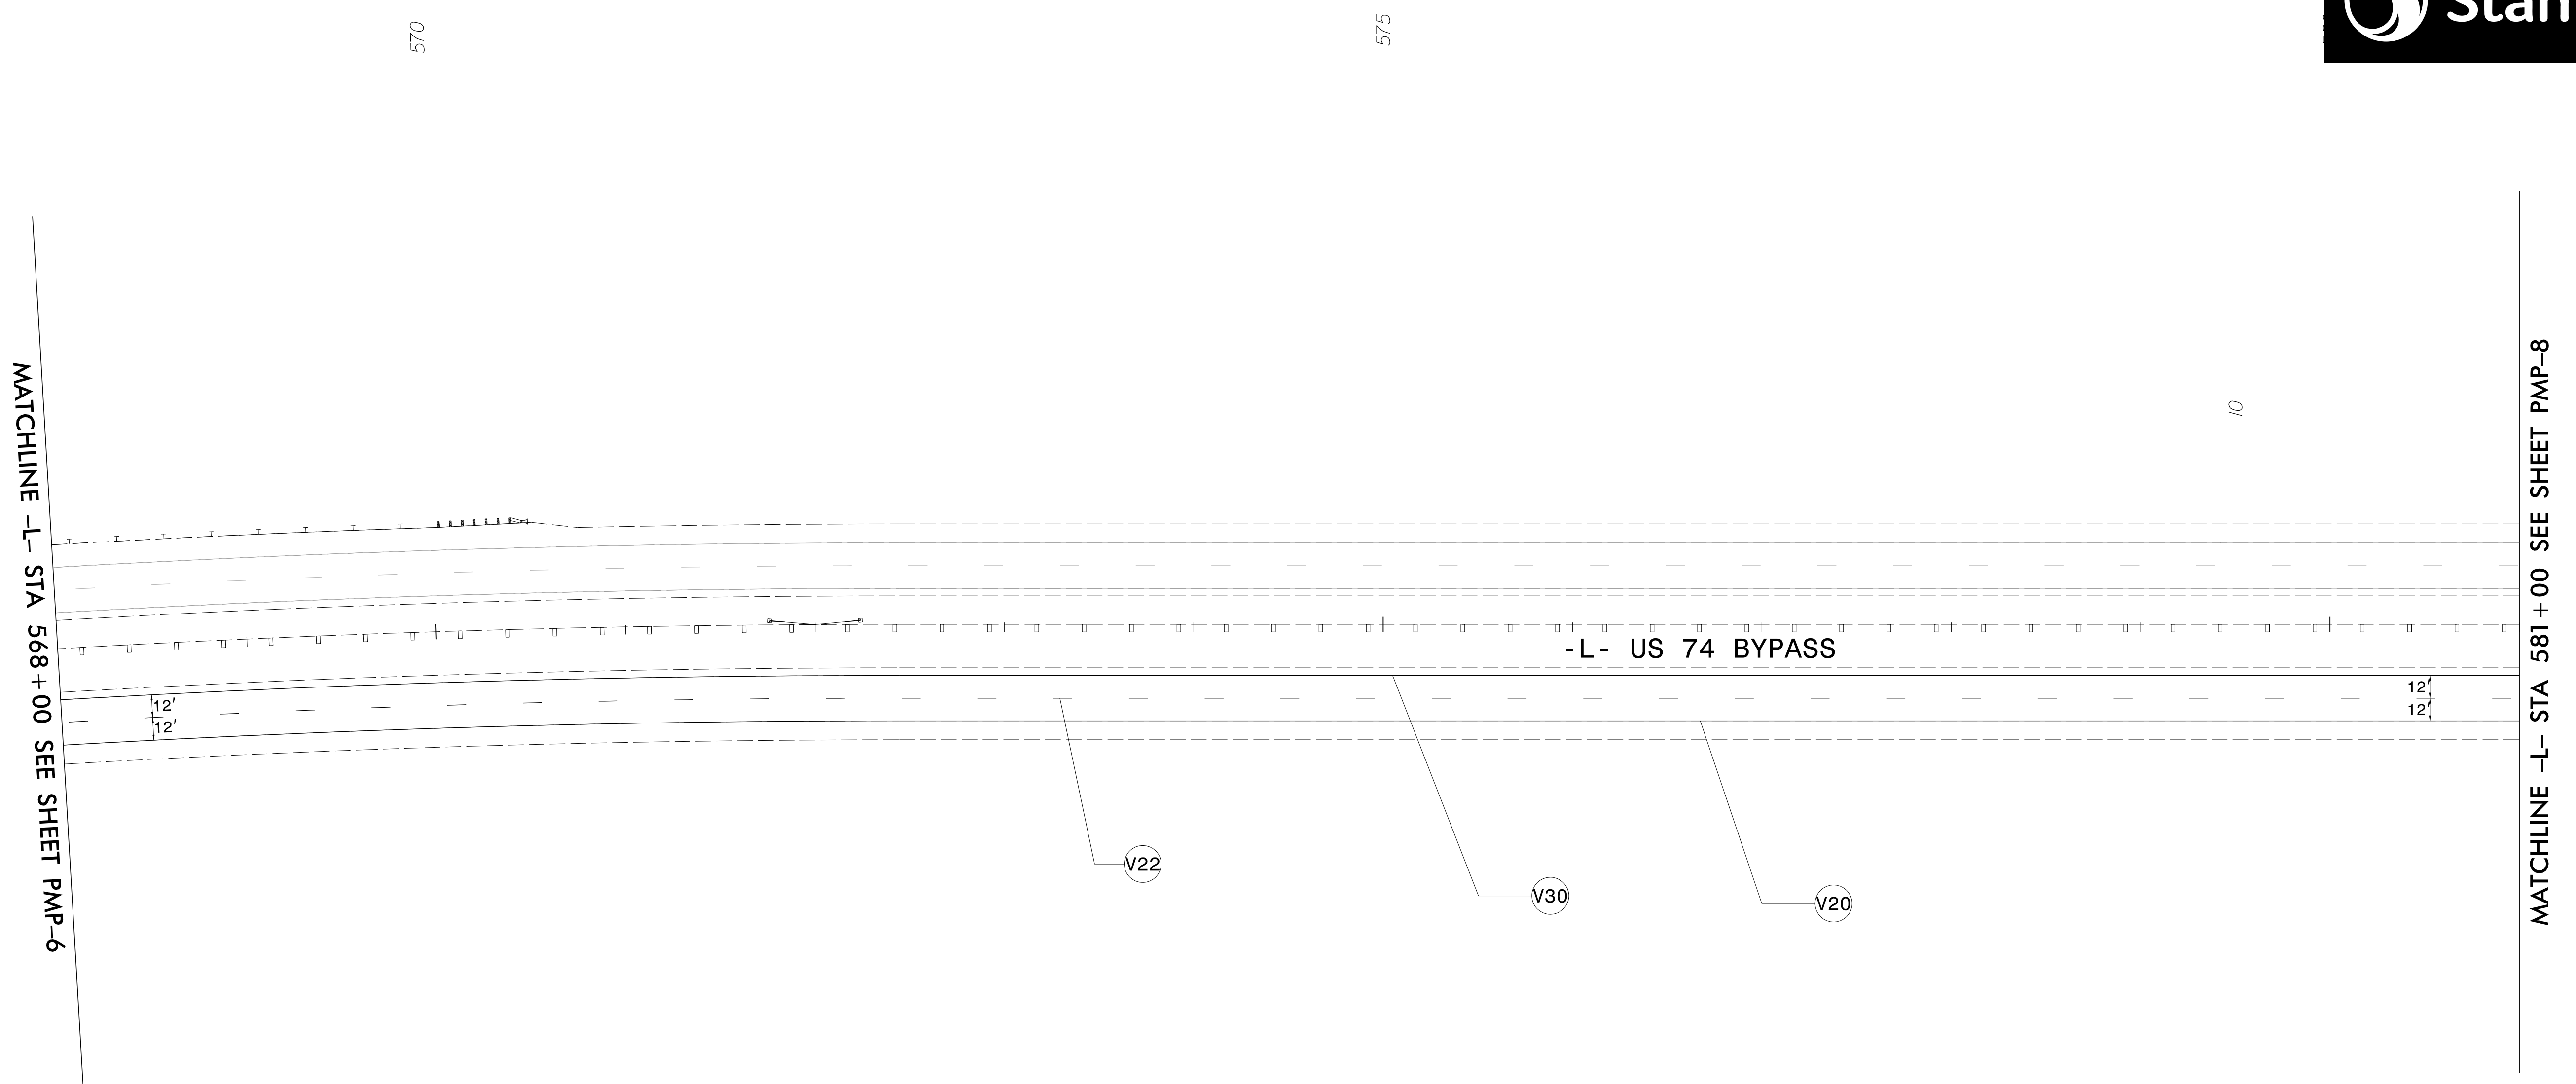 570
575
10
MATCHLINE –L– STA 568+00 SEE SHEET PMP–6
-L- US 74 BYPASS
12'
12'
12'
12'
V22
V30
V20
MATCHLINE –L– STA 581+00 SEE SHEET PMP–8